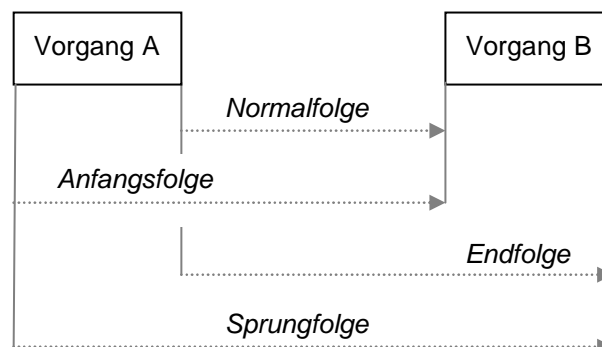 Vorgang A
Vorgang B
Normalfolge
Anfangsfolge
Endfolge
Sprungfolge